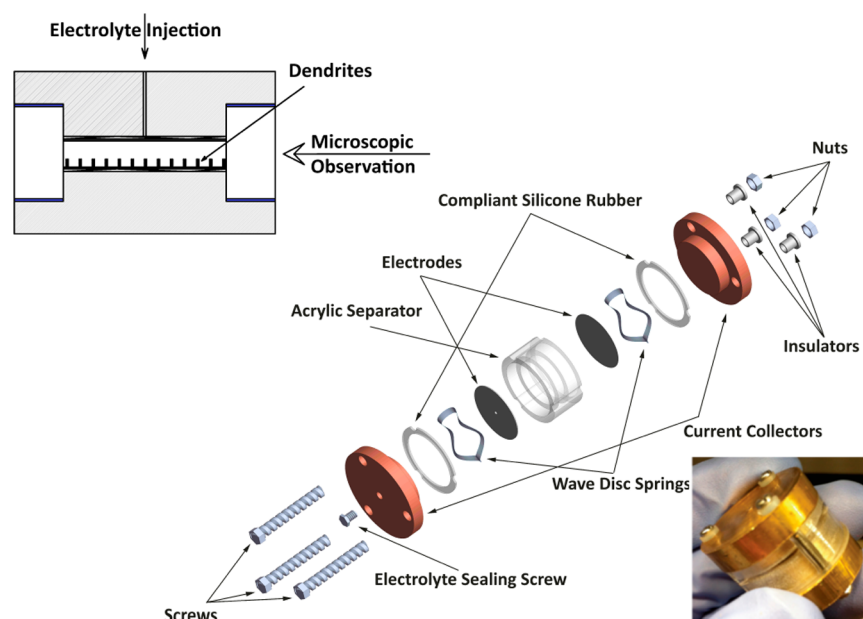 Electrolyte Injection
Dendrites
Microscopic
Observation
Nuts
Compliant Silicone Rubber
Electrodes
Acrylic Separator
Insulators
Current Collectors
Wave Disc Springs
Electrolyte Sealing Screw
Screws